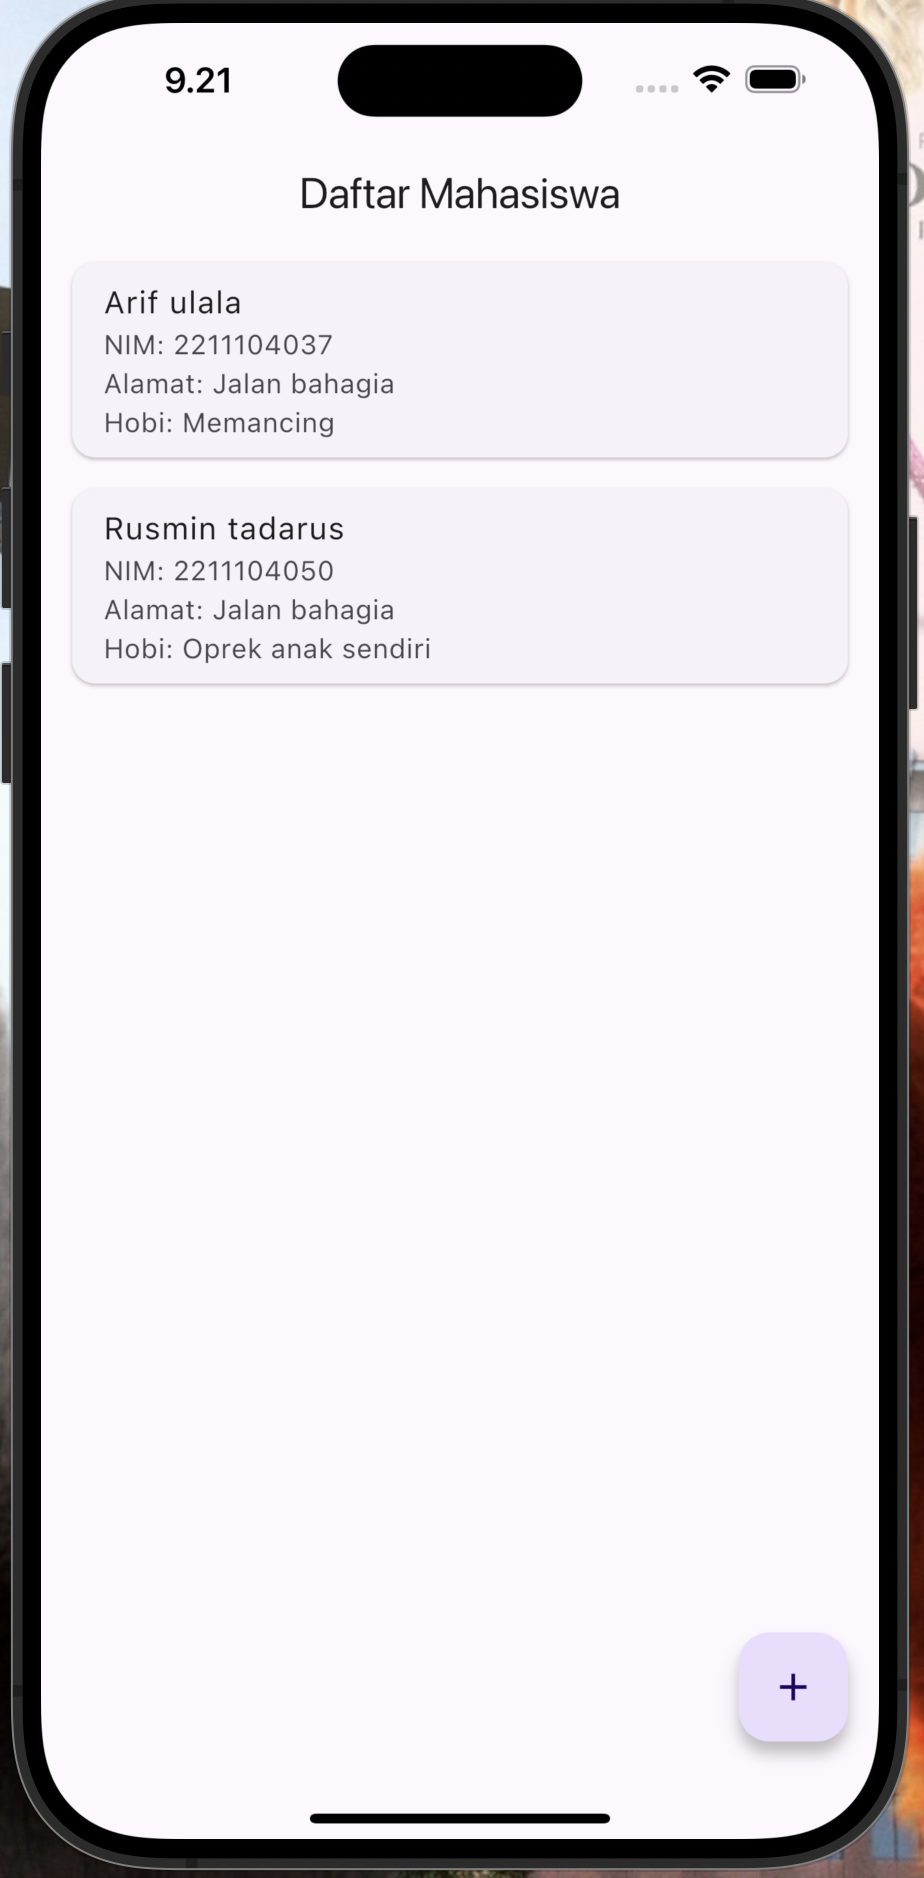 9.21
Daftar Mahasiswa
Arif ulala
NIM: 2211104037
Alamat: Jalan bahagia
Hobi: Memancing
Rusmin tadarus
NIM: 2211104050
Alamat: Jalan bahagia
Hobi: Oprek anak sendiri
+